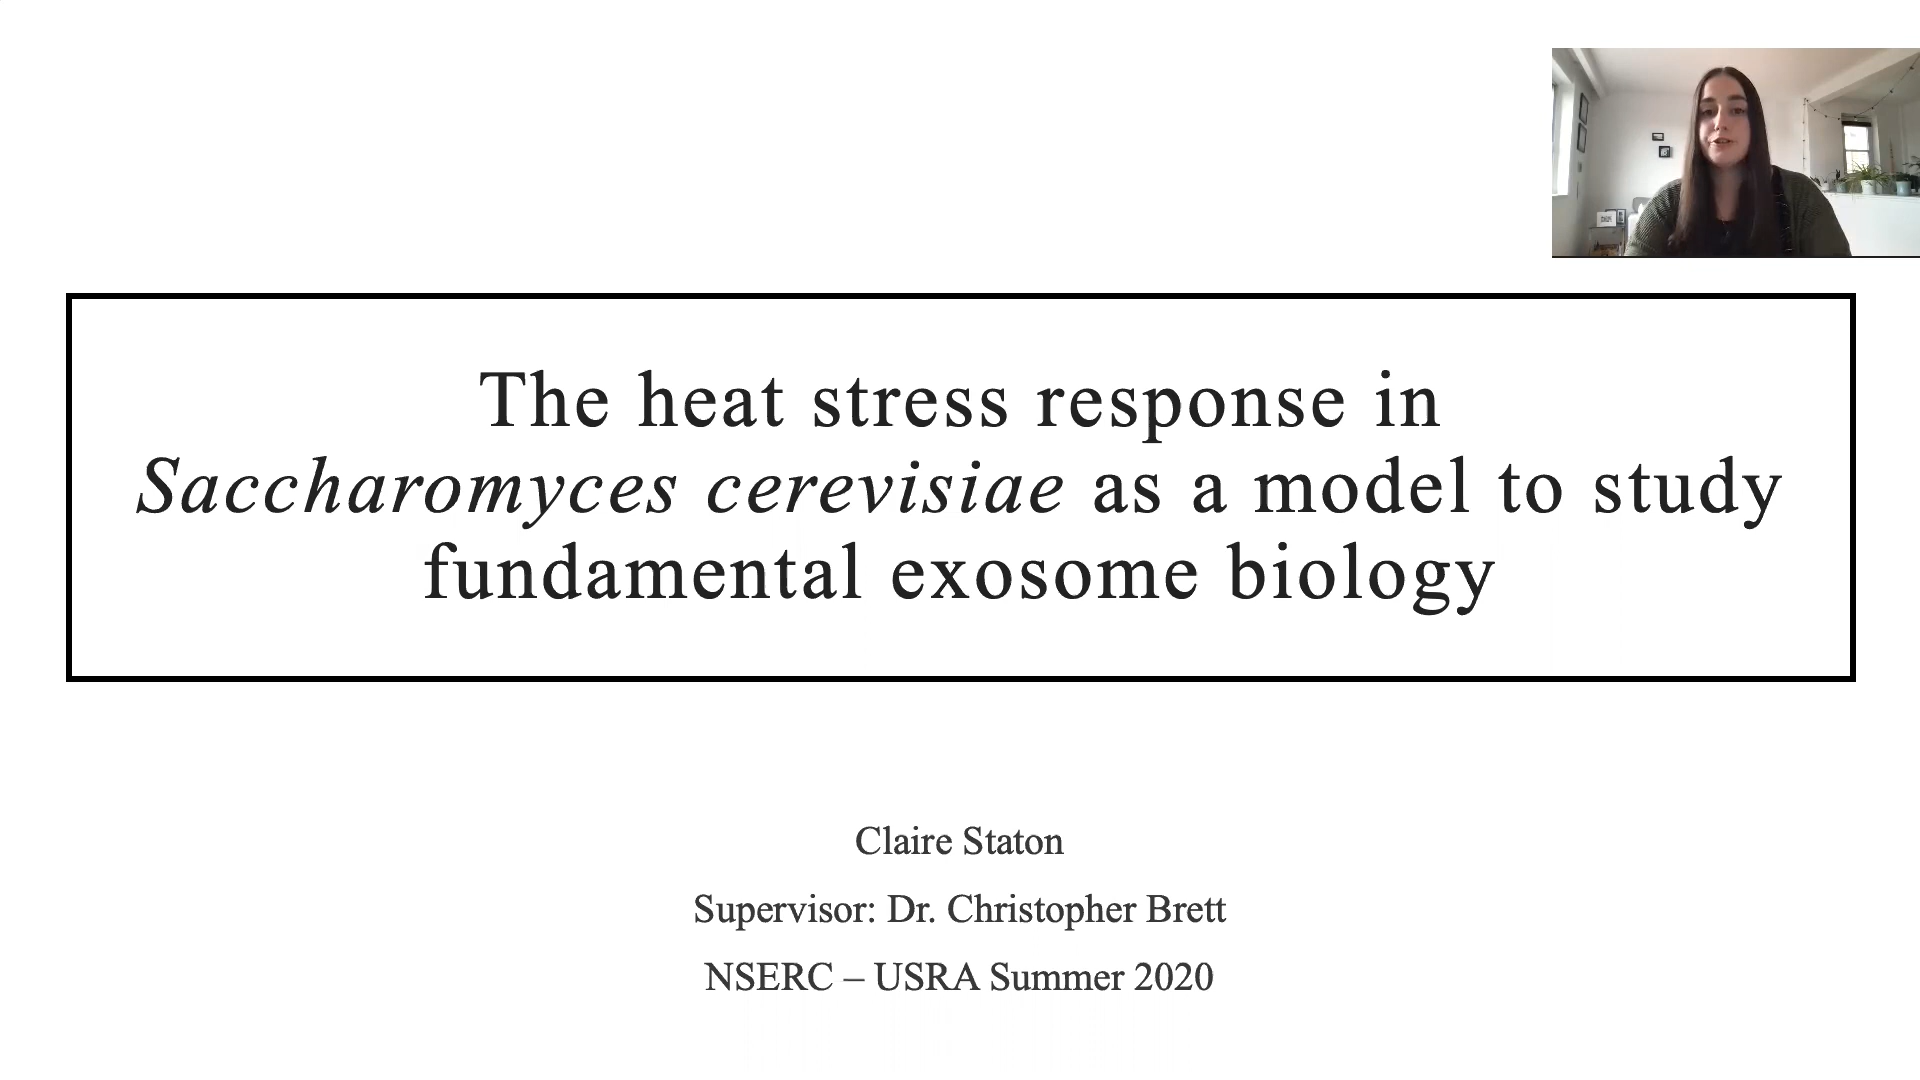 The heat stress response in
Saccharomyces cerevisiae as a model to study
fundamental exosome biology
Claire Staton
Supervisor: Dr. Christopher Brett
NSERC – USRA Summer 2020